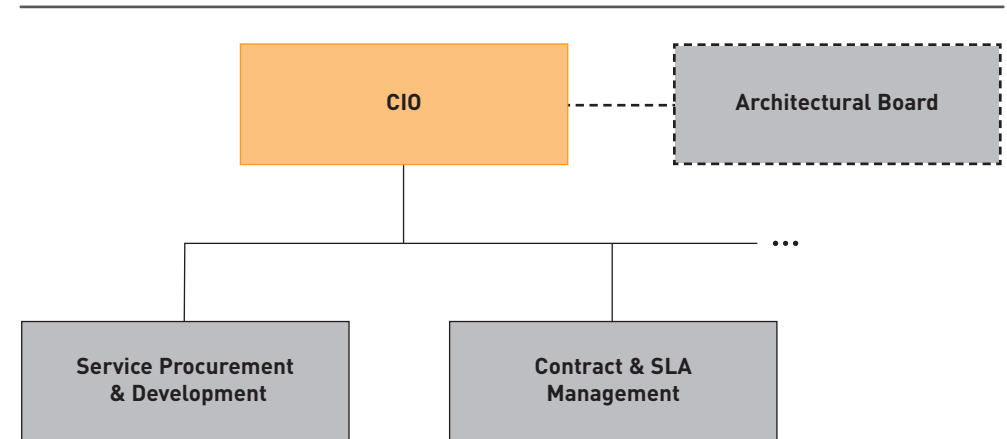 CIO
Architectural Board
...
Service Procurement
& Development
Contract & SLA
Management